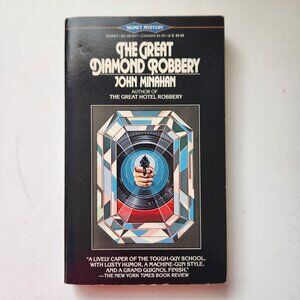 SIGNET MYSTERY
THE GREAT
DIAMOND ROBBERY
JOHN MINAHAN
AUTHOR OF
THE GREAT HOTEL ROBBERY
"A LIVELY CAPER OF THE TOUGH-GUY SCHOOL,
WITH LUSTY HUMOR, A MACHINE-GUN STYLE,
AND A GRAND GUIGNOL FINISH."
—THE NEW YORK TIMES BOOK REVIEW